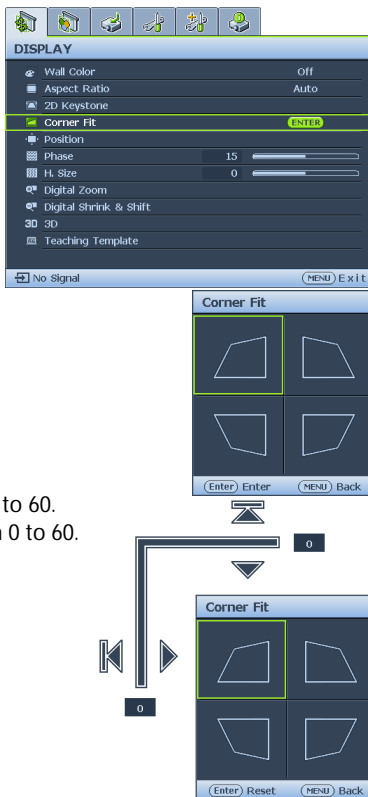 DISPLAY
Wall Color Off
Aspect Ratio Auto
2D Keystone
Corner Fit ENTER
Position
Phase 15
H. Size 0
Digital Zoom
Digital Shrink & Shift
3D 3D
Teaching Template
No Signal MENU Exit
Corner Fit
Enter Enter MENU Back
to 60.
0 to 60.
0
0
Corner Fit
Enter Reset MENU Back